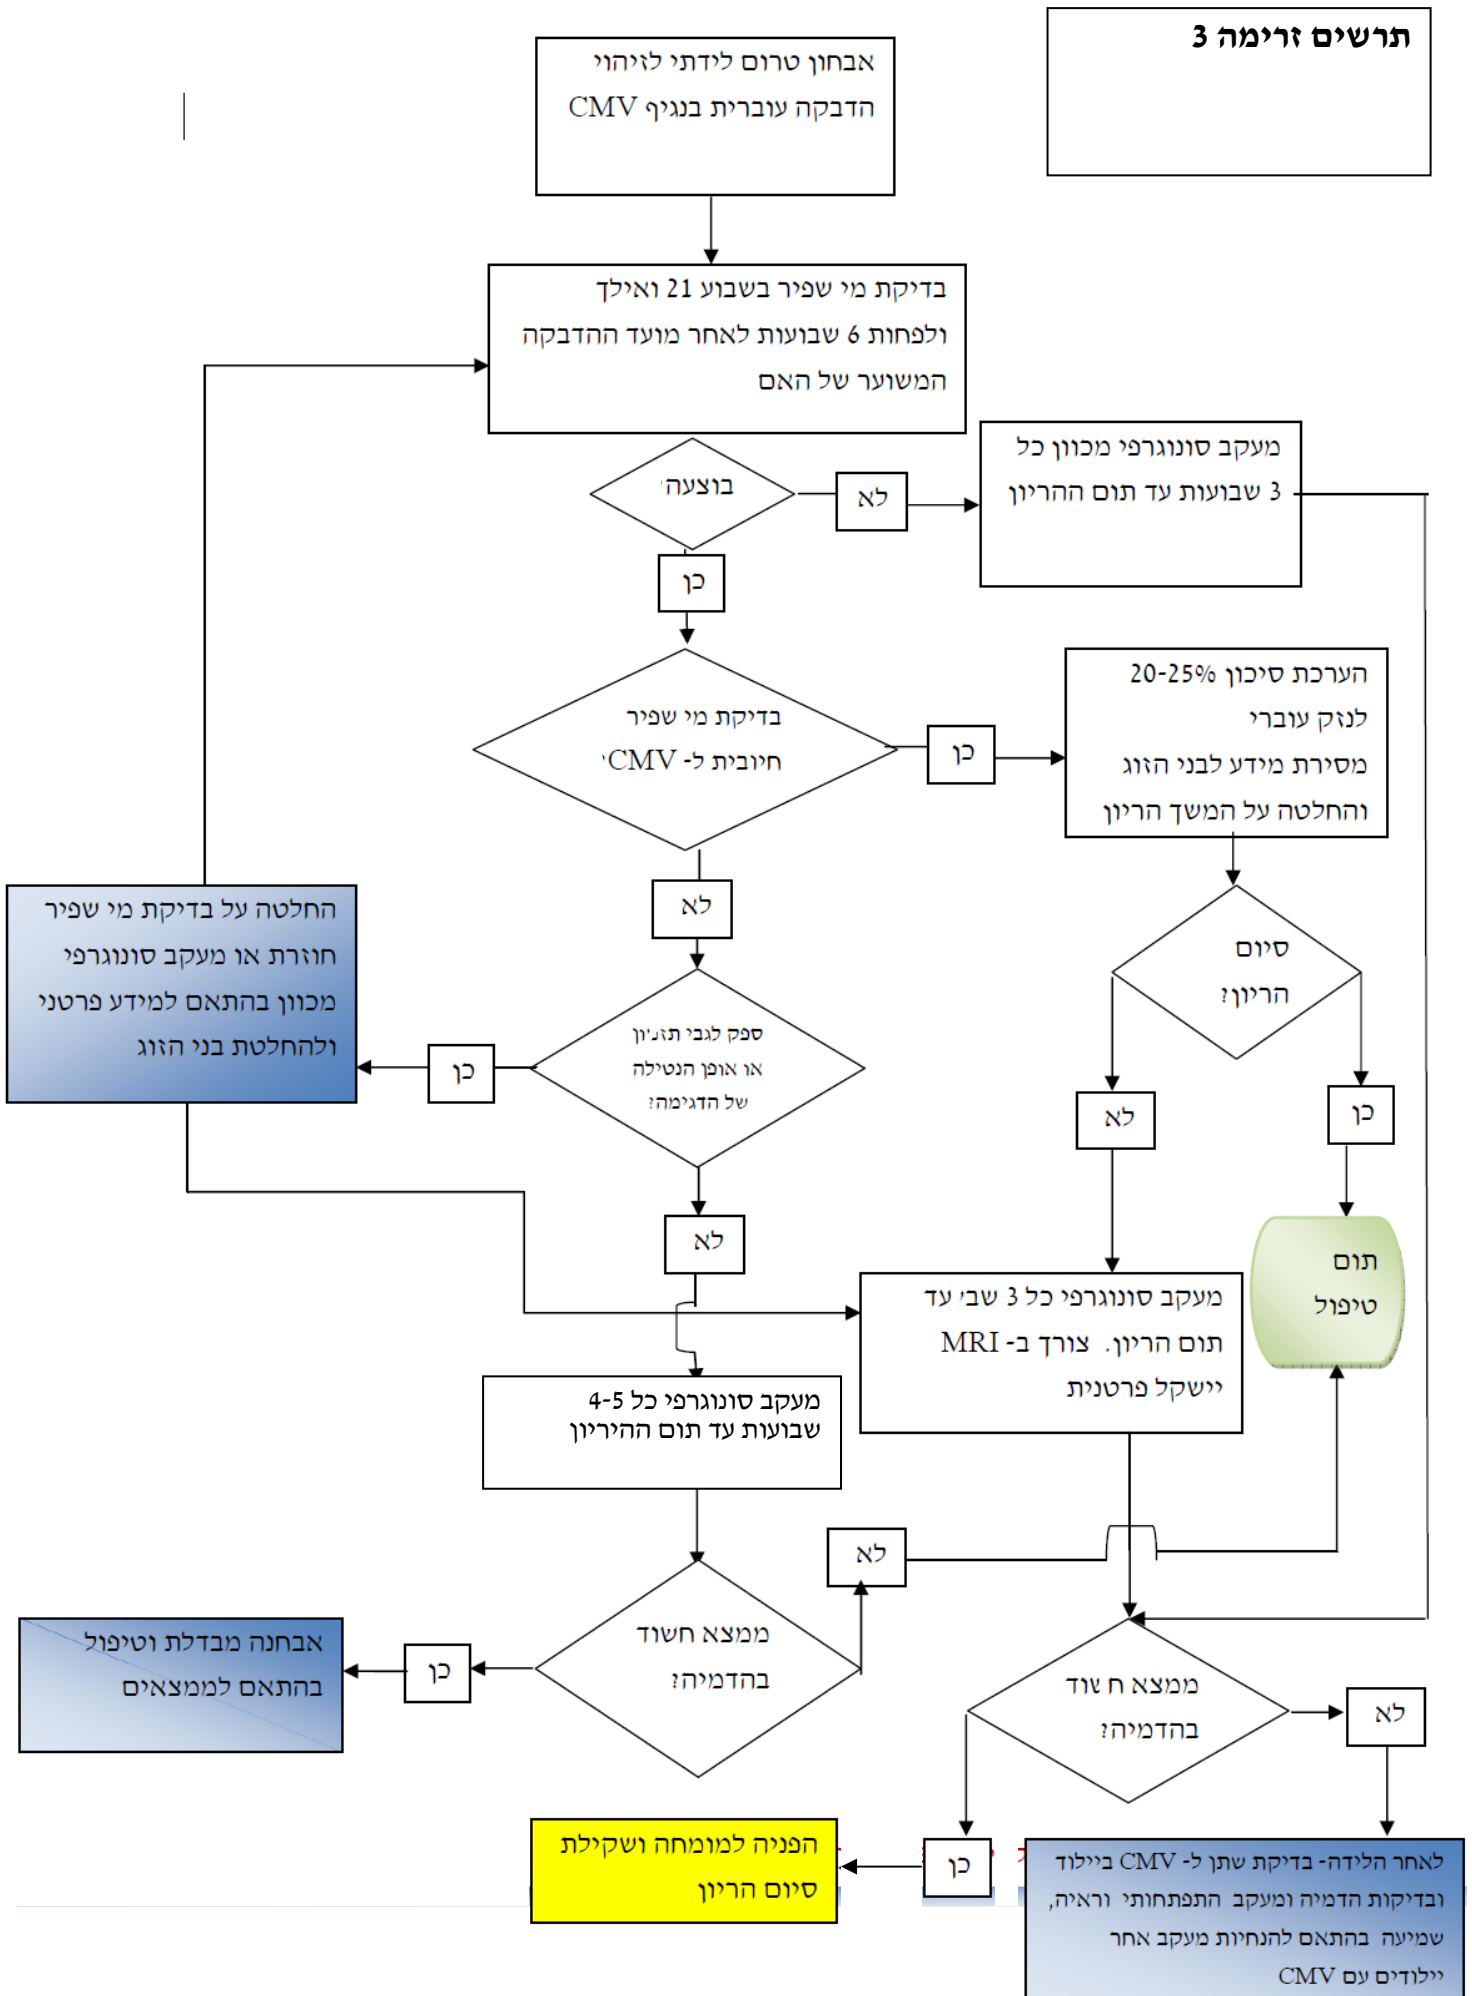 תרשים זרימה 3
אבחון טרום לידתי לזיהוי
הדבקה עוברית בנגיף CMV
בדיקת מי שפיר בשבוע 21 ואילך
ולפחות 6 שבועות לאחר מועד ההדבקה
המשוער של האם
בוצעה
לא
מעקב סונוגרפי מכוון כל
3 שבועות עד תום ההריון
כן
בדיקת מי שפיר
חיובית ל- CMV
כן
הערכת סיכון 20-25%
לנזק עוברי
מסירת מידע לבני הזוג
והחלטה על המשך הריון
לא
סיום
הריון?
החלטה על בדיקת מי שפיר
חוזרת או מעקב סונוגרפי
מכוון בהתאם למידע פרטני
ולהחלטת בני הזוג
כן
ספק לגבי
או אופן הנטילה
של הדגימה?
לא
כן
לא
תום
טיפול
מעקב סונוגרפי כל 3 שב' עד
תום הריון. צורך ב- MRI
יישקל פרטנית
מעקב סונוגרפי כל 4-5
שבועות עד תום ההיריון
לא
ממצא חשוד
בהדמיה?
כן
אבחנה מבדלת וטיפול
בהתאם לממצאים
ממצא חשוד
בהדמיה?
לא
כן
הפניה למומחה ושקילת
סיום הריון
לאחר הלידה- בדיקת שתן ל- CMV ביילוד
ובדיקות הדמיה ומעקב התפתחותי וראיה,
שמיעה בהתאם להנחיות מעקב אחר
יילודים עם CMV